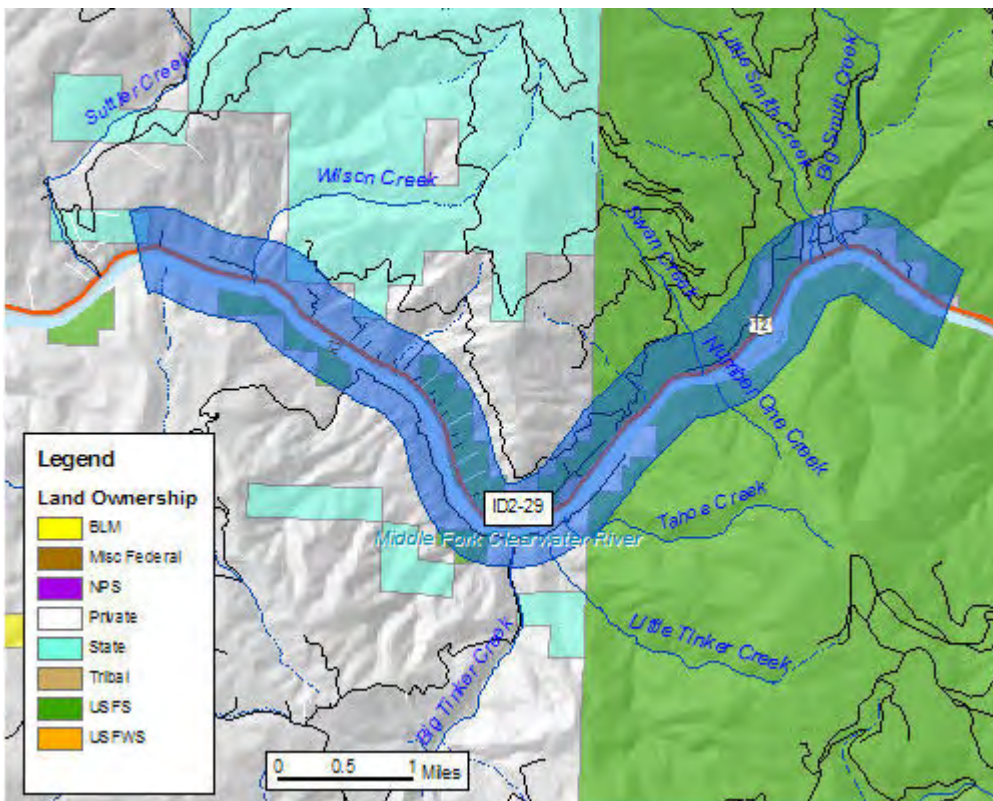 Suttler Creek
Little Smith Creek
Big Smith Creek
Wilson Creek
Swan Creek
12
Number One Creek
ID2-29
Tahoe Creek
Middle Fork Clearwater River
Little Tinker Creek
Big Tinker Creek
Legend
Land Ownership
BLM
Misc Federal
NPS
Private
State
Tribal
USFS
USFWS
0 0.5 1 Miles